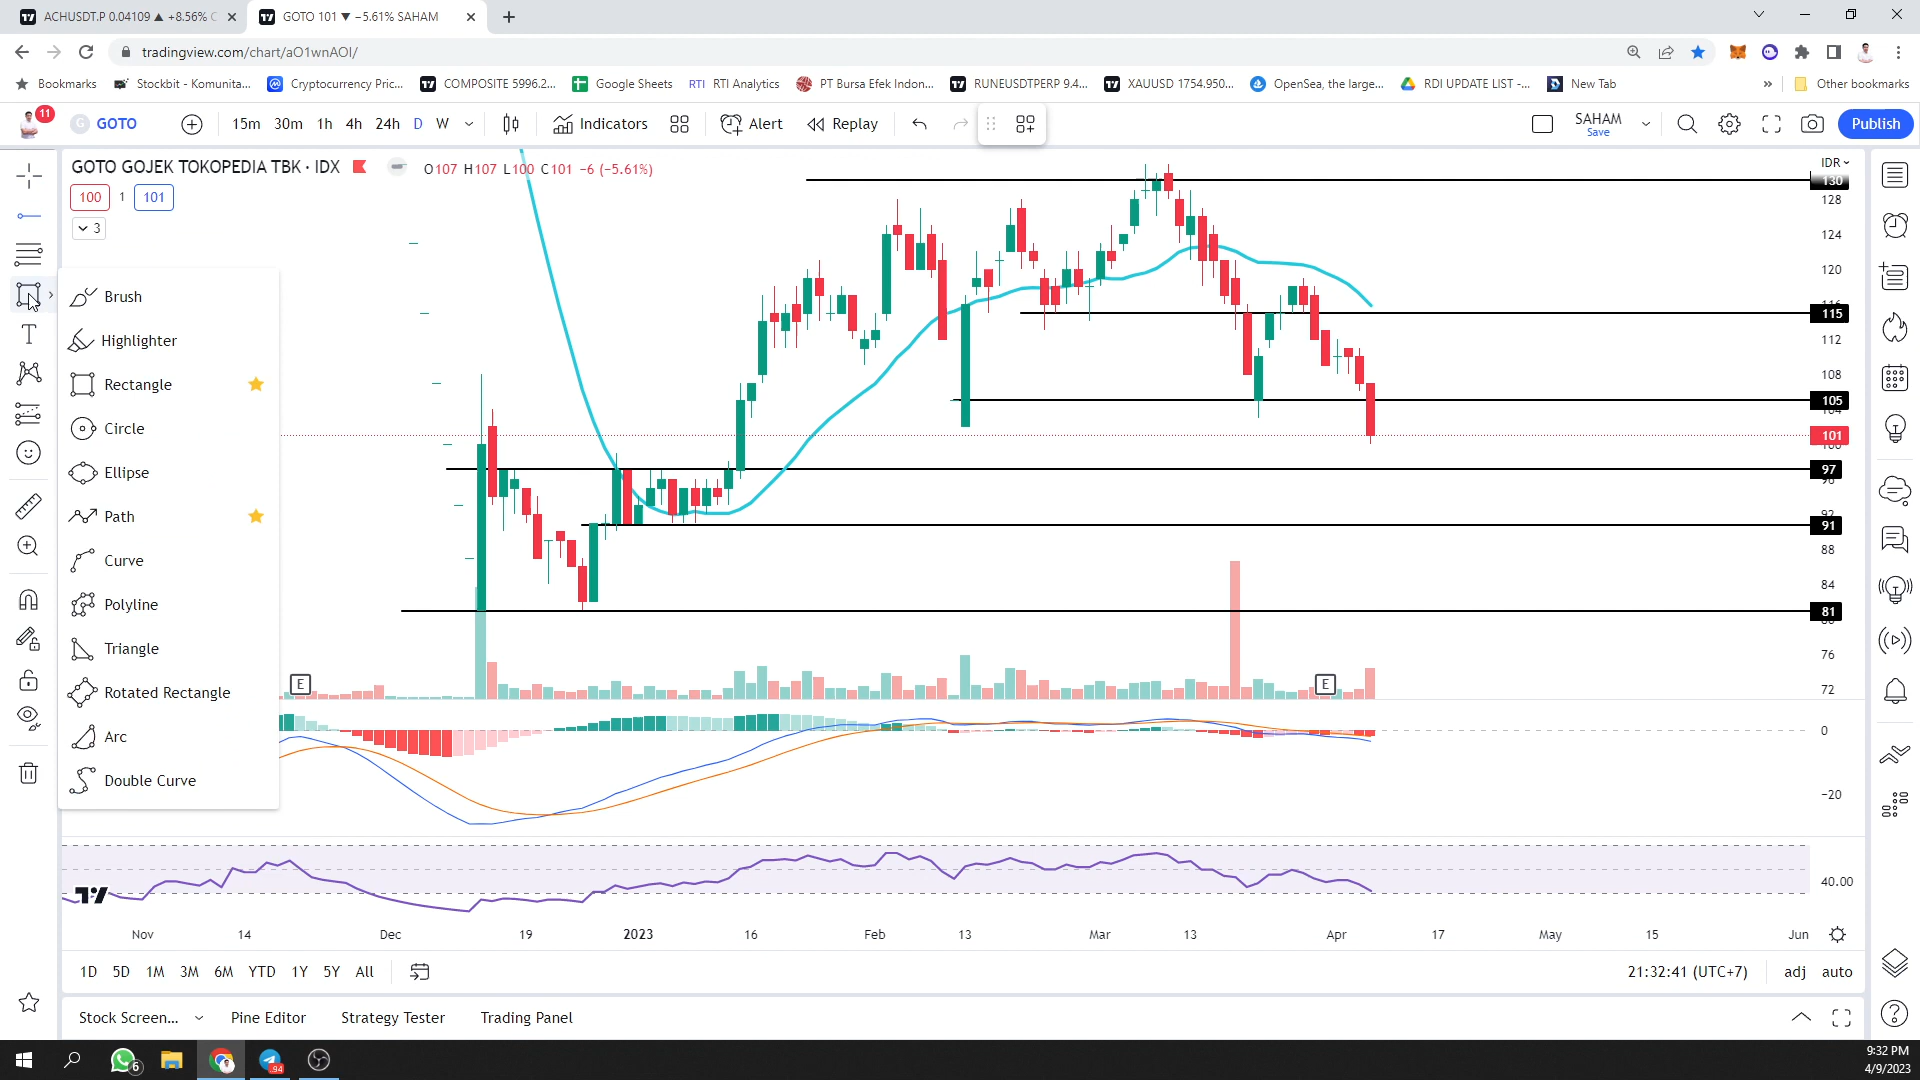 ACHUSDT.P 0.04109 ▲ +8.56% C
GOTO 101 ▼ −5.61% SAHAM
tradingview.com/chart/aO1wnAOI/
Bookmarks
Stockbit - Komunita...
Cryptocurrency Pric...
COMPOSITE 5996.2...
Google Sheets
RTI RTI Analytics
PT Bursa Efek Indon...
RUNEUSDTPERP 9.4...
XAUUSD 1754.950...
OpenSea, the large...
RDI UPDATE LIST -...
New Tab
»
Other bookmarks
11
G GOTO
15m 30m 1h 4h 24h D W
Indicators
Alert
Replay
SAHAM
Save
Publish
GOTO GOJEK TOKOPEDIA TBK · IDX
O107 H107 L100 C101 −6 (−5.61%)
100 1 101
3
IDR
130
128
124
120
115
112
108
105
101
97
91
88
84
81
76
72
0
−20
40.00
Brush
Highlighter
Rectangle
Circle
Ellipse
Path
Curve
Polyline
Triangle
Rotated Rectangle
Arc
Double Curve
E
E
Nov 14 Dec 19 2023 16 Feb 13 Mar 13 Apr 17 May 15 Jun
1D 5D 1M 3M 6M YTD 1Y 5Y All
21:32:41 (UTC+7) adj auto
Stock Screen... Pine Editor Strategy Tester Trading Panel
6
94
9:32 PM
4/9/2023